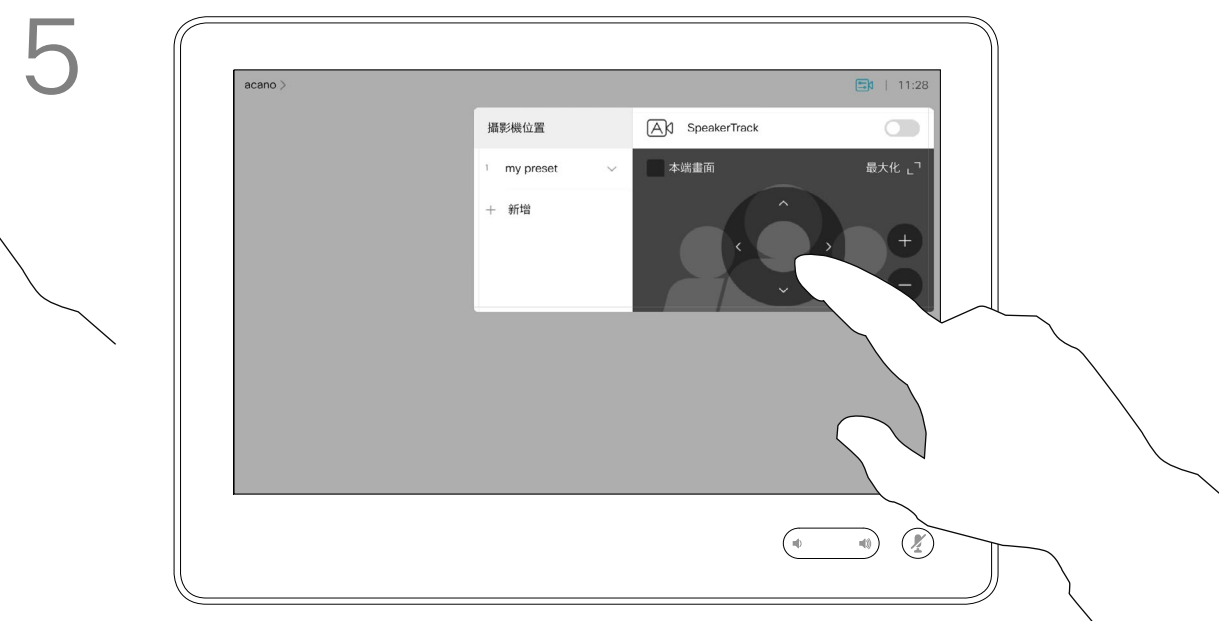 5
acano > 11:28
攝影機位置
SpeakerTrack
1 my preset
本端畫面
最大化
+ 新增